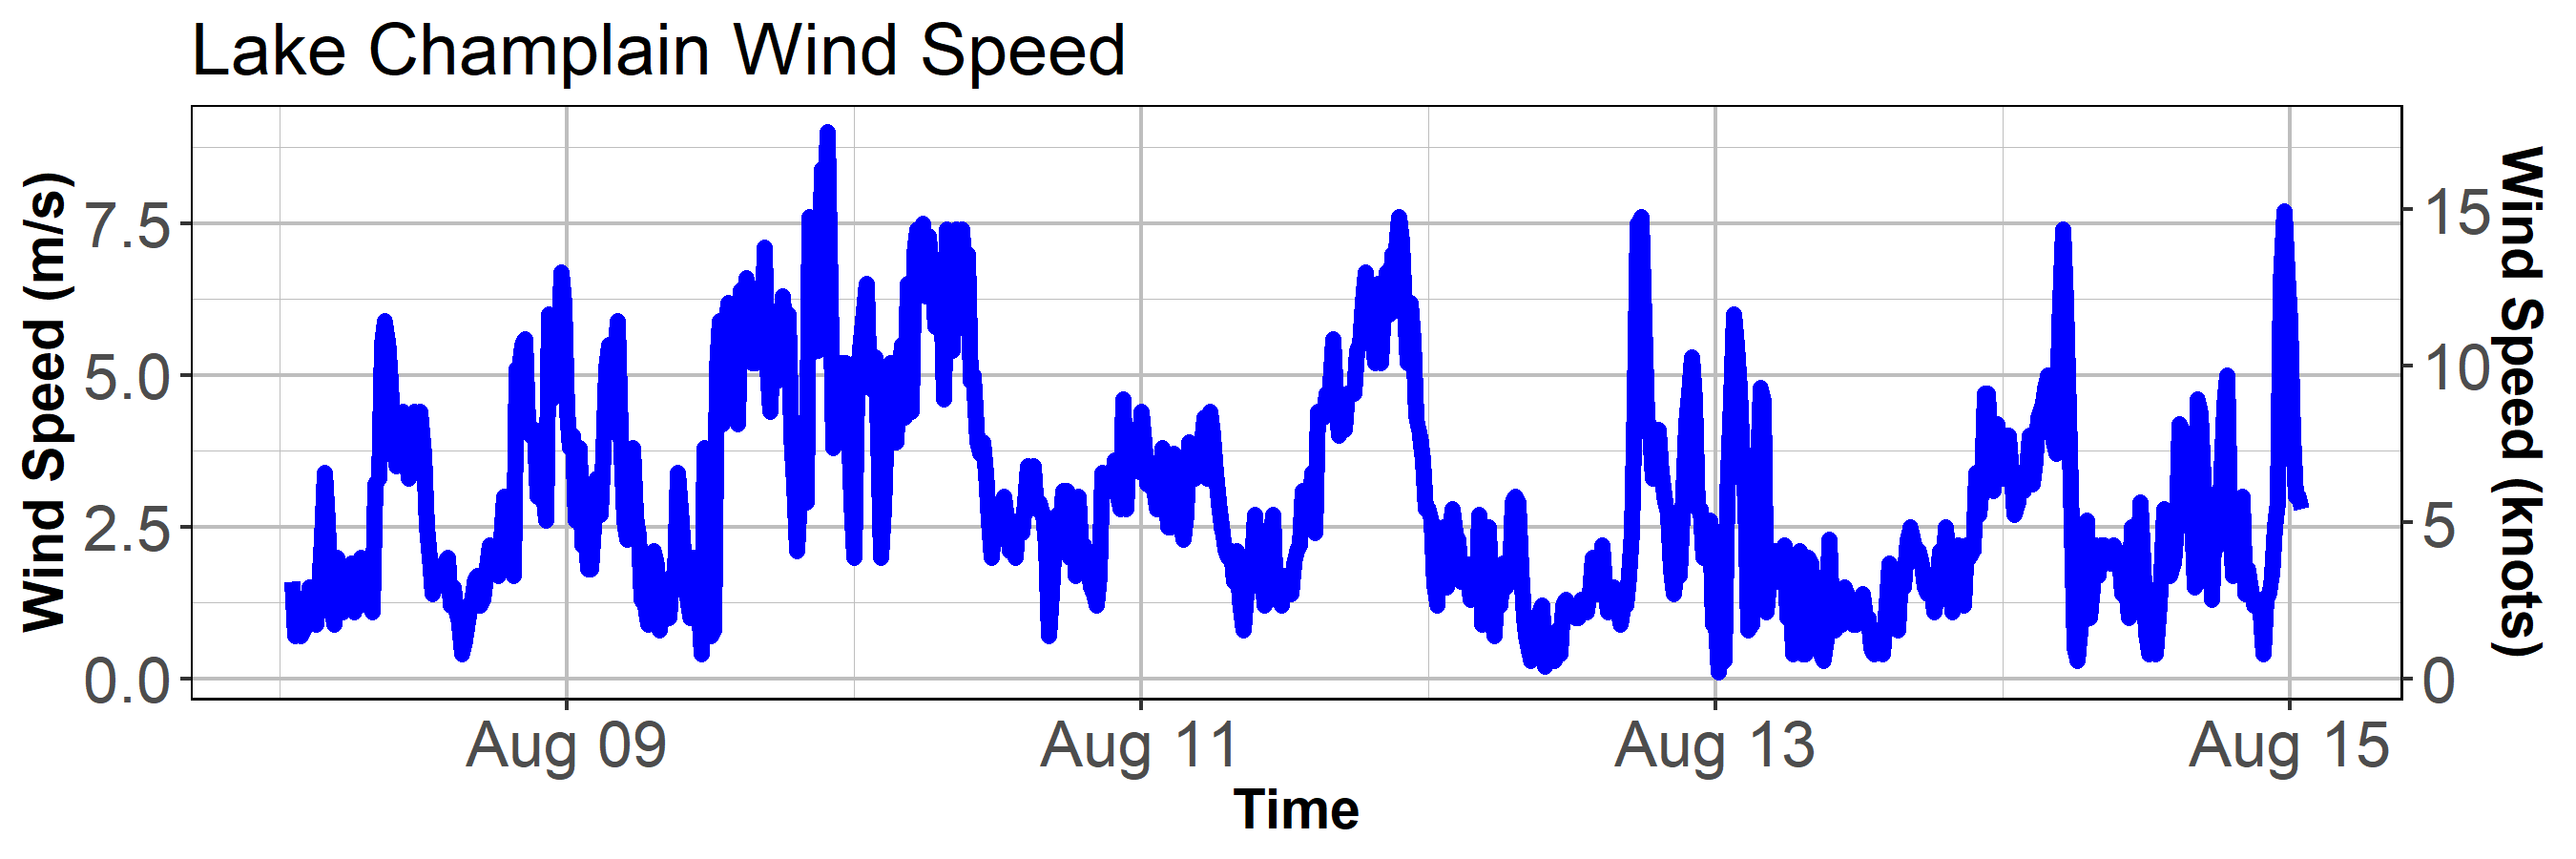 Lake Champlain Wind Speed
Wind Speed (m/s)
7.5
5.0
2.5
0.0
15
10
5
0
Wind Speed (knots)
Aug 09
Aug 11
Aug 13
Aug 15
Time